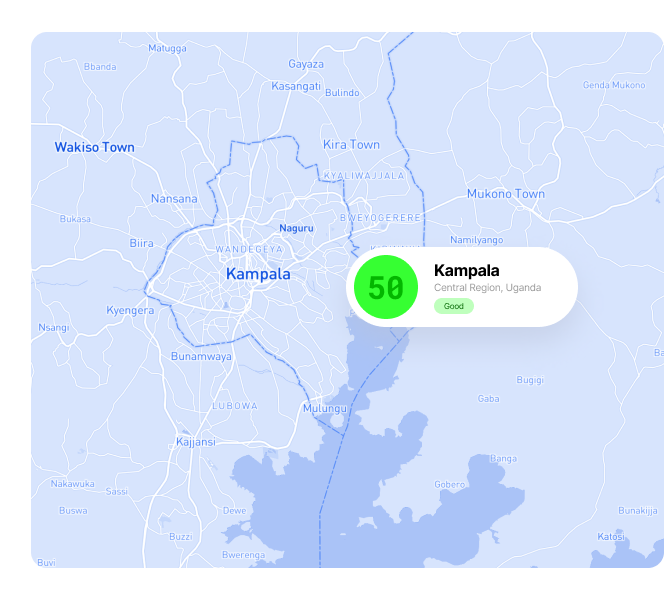 Matugga
Gayaza
Bbanda
Kasangati
Bulindo
Genda Mukono
Wakiso Town
Kira Town
KYALIWAJJALA
Nansana
Mukono Town
Bukasa
BWEYOGERERE
Naguru
Biira
WANDEGEYA
Namilyango
Kampala
50
Kampala
Central Region, Uganda
Good
Kyengera
Nsangi
Bunamwaya
Ba
Bugigi
Gaba
LUBOWA
Mulungu
Kajjansi
Banga
Nakawuka
Sassi
Gobero
Buswa
Dewe
Bunakijja
Buzzi
Katosi
Bwerenga
Buvi